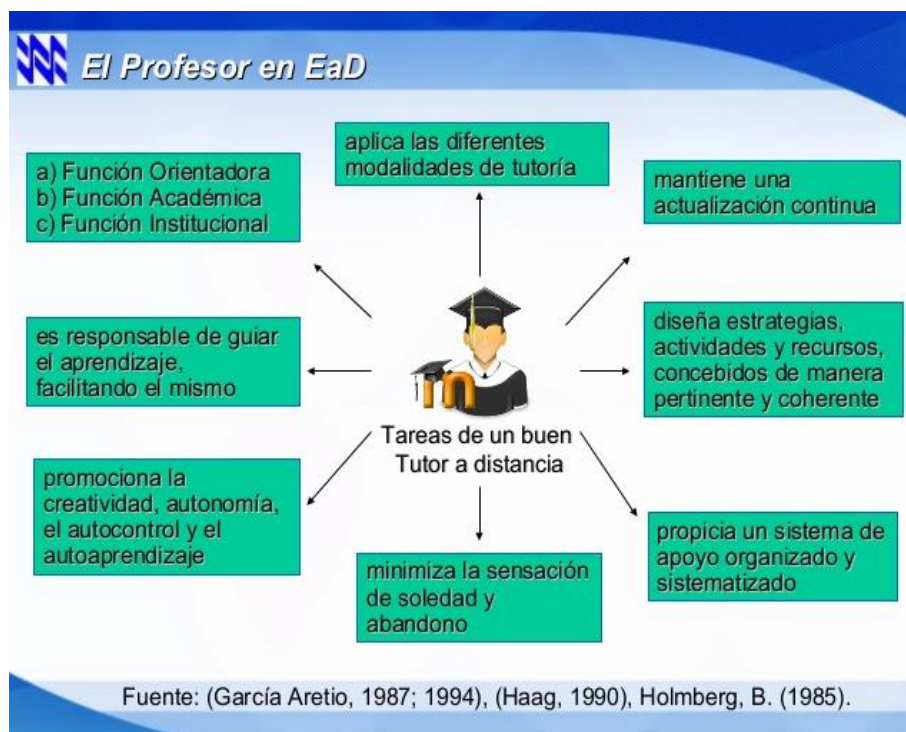 El Profesor en EaD
a) Función Orientadora
b) Función Académica
c) Función Institucional
aplica las diferentes
modalidades de tutoría
mantiene una
actualización continua
es responsable de guiar
el aprendizaje,
facilitando el mismo
diseña estrategias,
actividades y recursos,
concebidos de manera
pertinente y coherente
in
Tareas de un buen
Tutor a distancia
promociona la
creatividad, autonomía,
el autocontrol y el
autoaprendizaje
minimiza la sensación
de soledad y
abandono
propicia un sistema de
apoyo organizado y
sistematizado
Fuente: (García Aretio, 1987; 1994), (Haag, 1990), Holmberg, B. (1985).